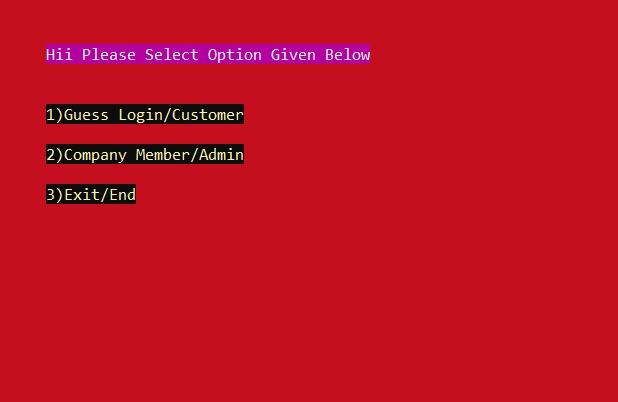 Hii Please Select Option Given Below
1)Guess Login/Customer
2)Company Member/Admin
3)Exit/End